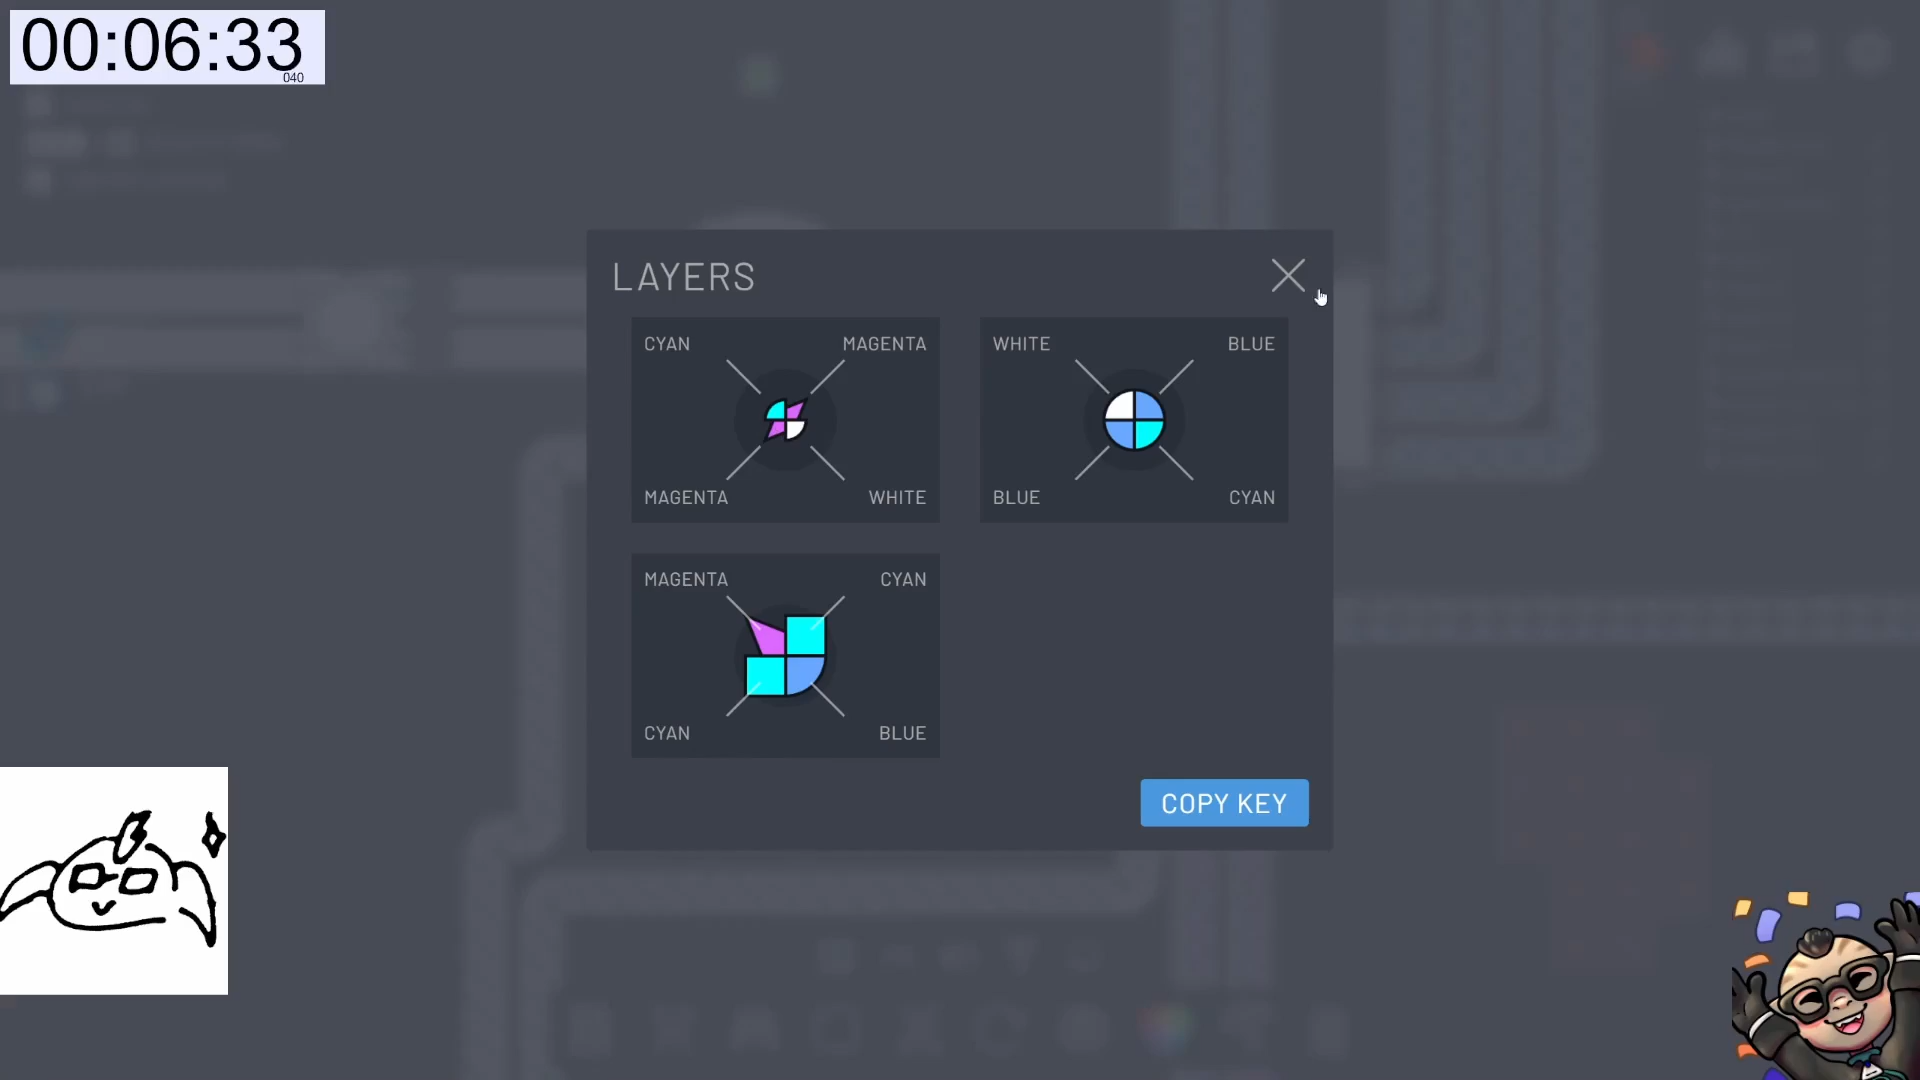 00:06:33
040
LAYERS
CYAN MAGENTA
MAGENTA WHITE
WHITE BLUE
BLUE CYAN
MAGENTA CYAN
CYAN BLUE
COPY KEY